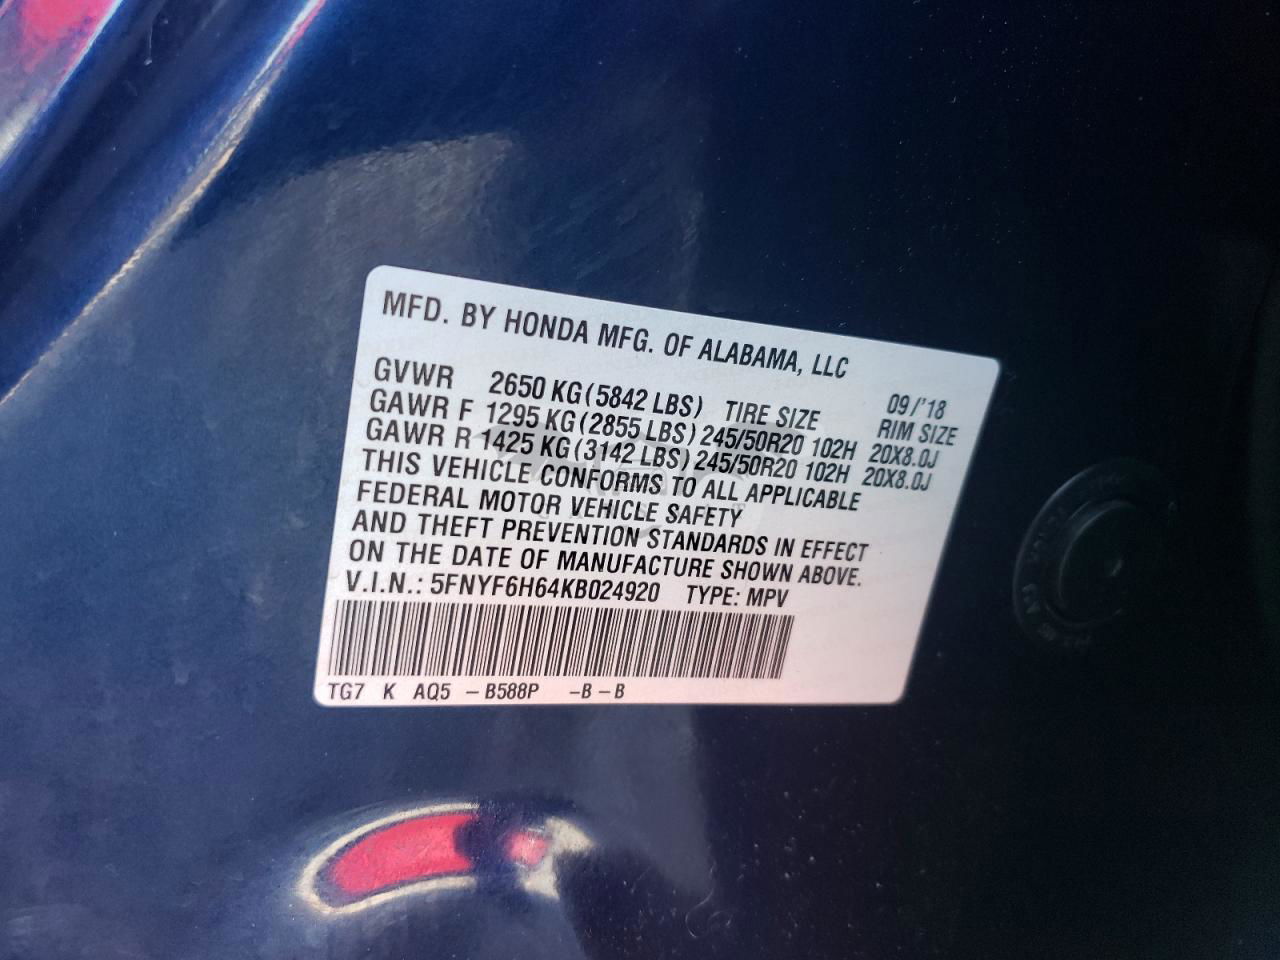 MFD. BY HONDA MFG. OF ALABAMA, LLC
09/'18
GVWR 2650 KG(5842 LBS) TIRE SIZE RIM SIZE
GAWR F 1295 KG(2855 LBS) 245/50R20 102H 20X8.0J
GAWR R 1425 KG(3142 LBS) 245/50R20 102H 20X8.0J
THIS VEHICLE CONFORMS TO ALL APPLICABLE
FEDERAL MOTOR VEHICLE SAFETY
AND THEFT PREVENTION STANDARDS IN EFFECT
ON THE DATE OF MANUFACTURE SHOWN ABOVE.
V.I.N.: 5FNYF6H64KB024920 TYPE: MPV
TG7 K AQ5 -B588P -B-B